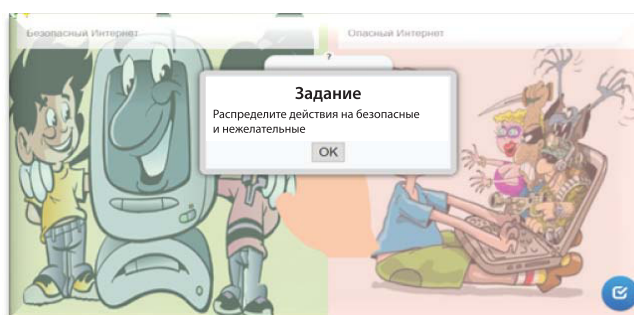 Безопасный Интернет
Опасный Интернет
?
Задание
Распределите действия на безопасные
и нежелательные
OK